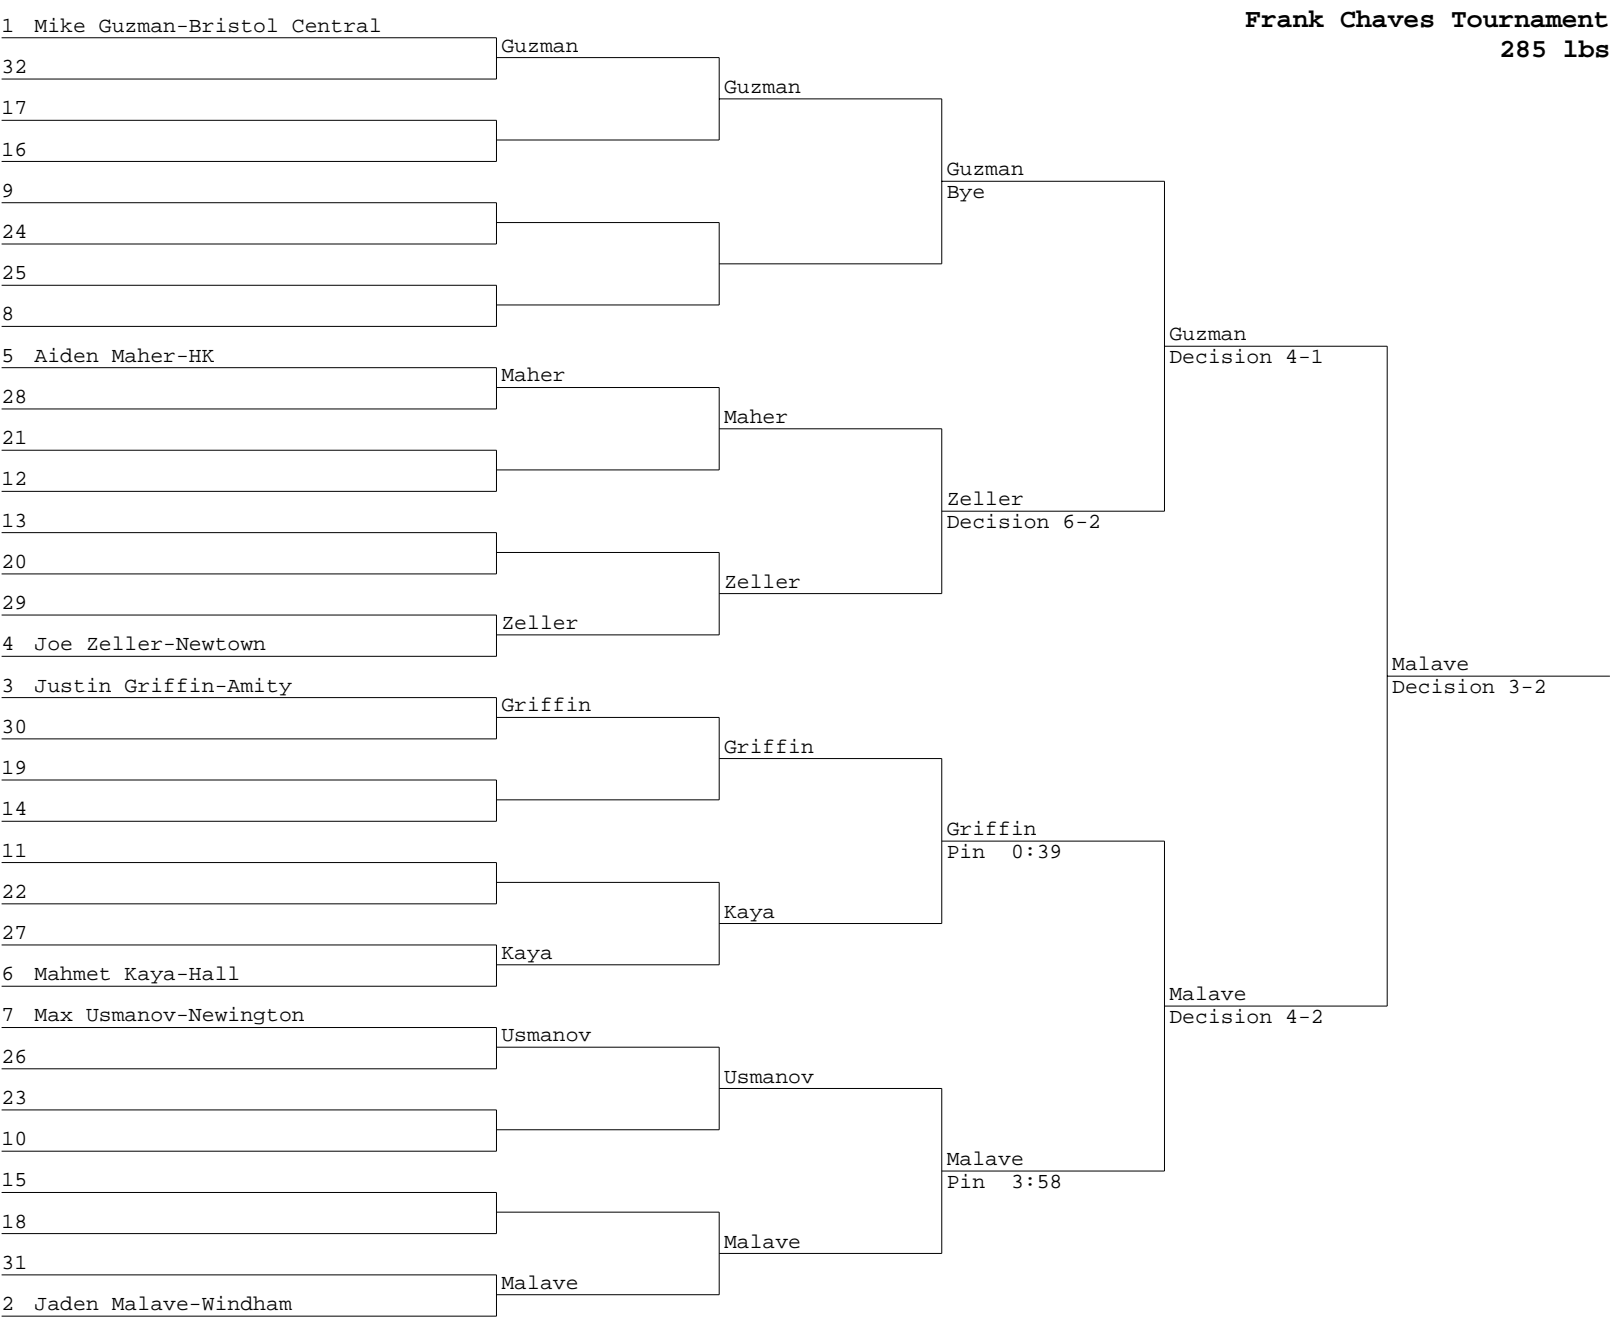 Frank Chaves Tournament
285 lbs
1 Mike Guzman-Bristol Central
32
17
16
9
24
25
8
5 Aiden Maher-HK
28
21
12
13
20
29
4 Joe Zeller-Newtown
3 Justin Griffin-Amity
30
19
14
11
22
27
6 Mahmet Kaya-Hall
7 Max Usmanov-Newington
26
23
10
15
18
31
2 Jaden Malave-Windham
Guzman
Maher
Zeller
Griffin
Kaya
Usmanov
Malave
Guzman
Maher
Zeller
Griffin
Kaya
Usmanov
Malave
Guzman
Bye
Zeller
Decision 6-2
Griffin
Pin 0:39
Malave
Pin 3:58
Guzman
Decision 4-1
Malave
Decision 4-2
Malave
Decision 3-2